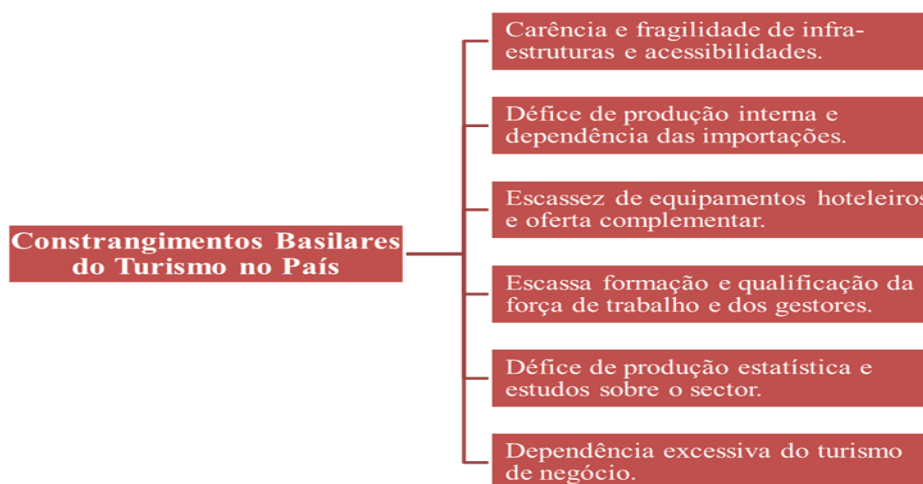 Carência e fragilidade de infra-
estruturas e acessibilidades.
Défice de produção interna e
dependência das importações.
Escassez de equipamentos hoteleiros
e oferta complementar.
Constrangimentos Basilares
do Turismo no País
Escassa formação e qualificação da
força de trabalho e dos gestores.
Défice de produção estatística e
estudos sobre o sector.
Dependência excessiva do turismo
de negócio.